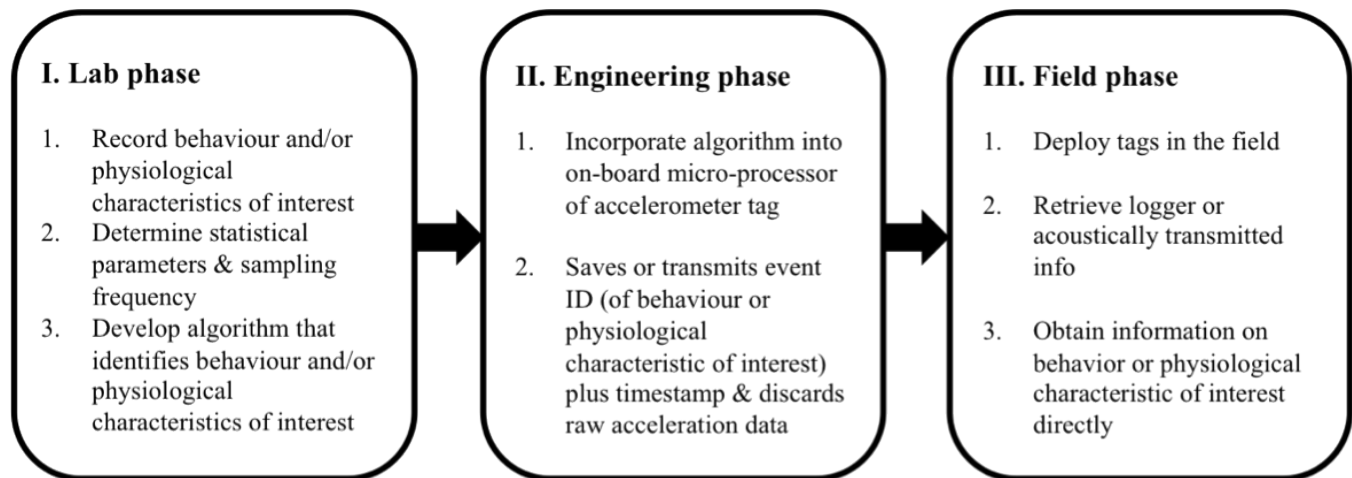 I. Lab phase
1. Record behaviour and/or
physiological
characteristics of interest
2. Determine statistical
parameters & sampling
frequency
3. Develop algorithm that
identifies behaviour and/or
physiological
characteristics of interest
II. Engineering phase
1. Incorporate algorithm into
on-board micro-processor
of accelerometer tag
2. Saves or transmits event
ID (of behaviour or
physiological
characteristic of interest)
plus timestamp & discards
raw acceleration data
III. Field phase
1. Deploy tags in the field
2. Retrieve logger or
acoustically transmitted
info
3. Obtain information on
behavior or physiological
characteristic of interest
directly